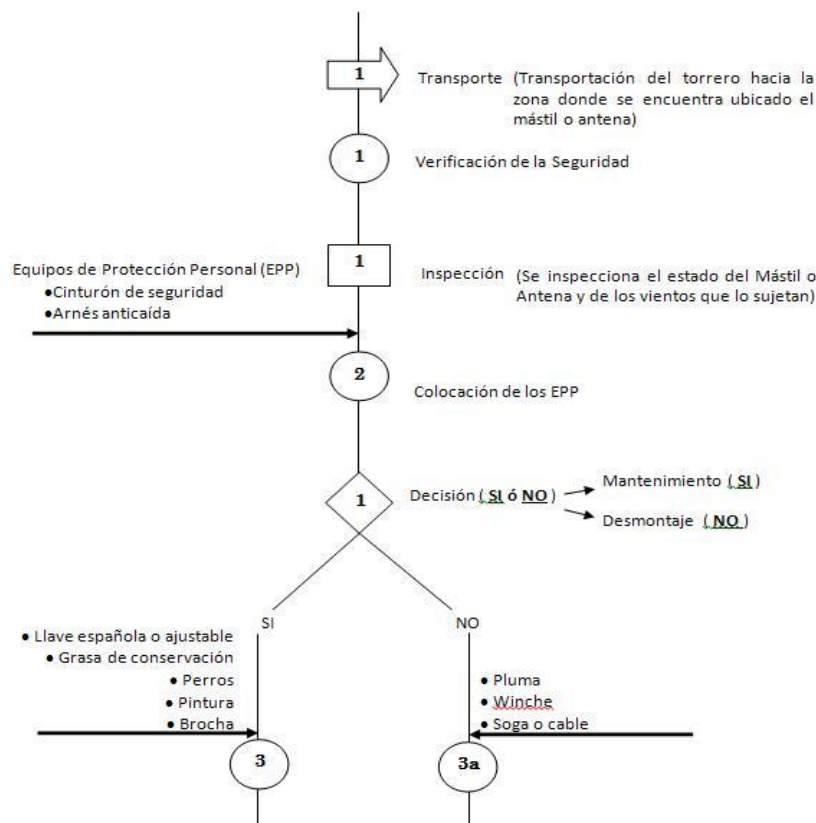 1
Transporte (Transportación del torrero hacia la
zona donde se encuentra ubicado el
mástil o antena)
1
Verificación de la Seguridad
1
Inspección (Se inspecciona el estado del Mástil o
Antena y de los vientos que lo sujetan)
Equipos de Protección Personal (EPP)
●Cinturón de seguridad
●Arnés anticaída
2
Colocación de los EPP
1
Decisión ( SI ó NO )
Mantenimiento ( SI )
Desmontaje ( NO )
SI
NO
● Llave española o ajustable
● Grasa de conservación
● Perros
● Pintura
● Brocha
● Pluma
● Winche
● Soga o cable
3
3a